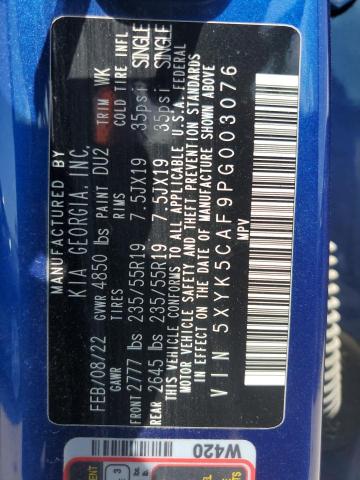 MANUFACTURED BY
KIA GEORGIA, INC.
FEB/08/22 GVWR 4850 lbs PAINT DU2 TRIM WK
GAWR TIRES RIMS COLD TIRE INFL
FRONT 2777 lbs 235/55R19 7.5JX19 35psi SINGLE
REAR 2645 lbs 235/55R19 7.5JX19 35psi SINGLE
THIS VEHICLE CONFORMS TO ALL APPLICABLE U.S.A. FEDERAL
MOTOR VEHICLE SAFETY AND THEFT PREVENTION STANDARDS
IN EFFECT ON THE DATE OF MANUFACTURE SHOWN ABOVE
VIN 5XYK5CAF9PG003076
MPV
W420
3